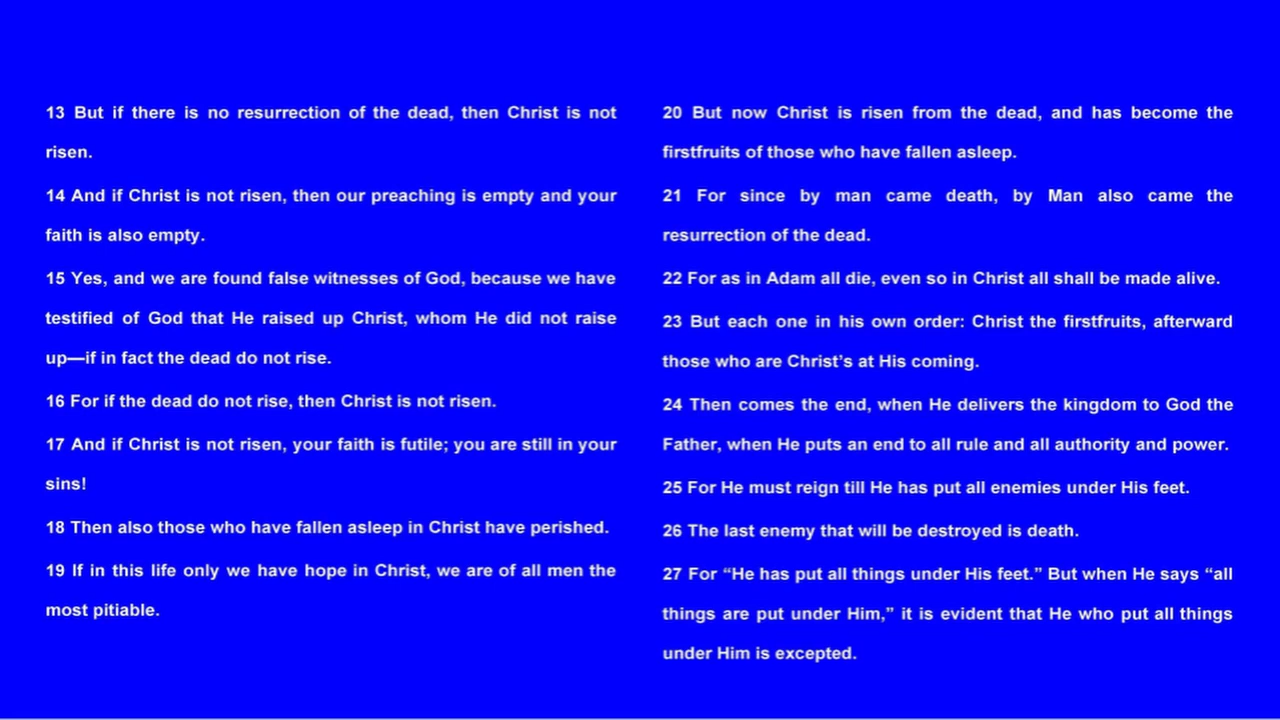 13 But if there is no resurrection of the dead, then Christ is not
risen.
14 And if Christ is not risen, then our preaching is empty and your
faith is also empty.
15 Yes, and we are found false witnesses of God, because we have
testified of God that He raised up Christ, whom He did not raise
up—if in fact the dead do not rise.
16 For if the dead do not rise, then Christ is not risen.
17 And if Christ is not risen, your faith is futile; you are still in your
sins!
18 Then also those who have fallen asleep in Christ have perished.
19 If in this life only we have hope in Christ, we are of all men the
most pitiable.
20 But now Christ is risen from the dead, and has become the
firstfruits of those who have fallen asleep.
21 For since by man came death, by Man also came the
resurrection of the dead.
22 For as in Adam all die, even so in Christ all shall be made alive.
23 But each one in his own order: Christ the firstfruits, afterward
those who are Christ’s at His coming.
24 Then comes the end, when He delivers the kingdom to God the
Father, when He puts an end to all rule and all authority and power.
25 For He must reign till He has put all enemies under His feet.
26 The last enemy that will be destroyed is death.
27 For “He has put all things under His feet.” But when He says “all
things are put under Him,” it is evident that He who put all things
under Him is excepted.